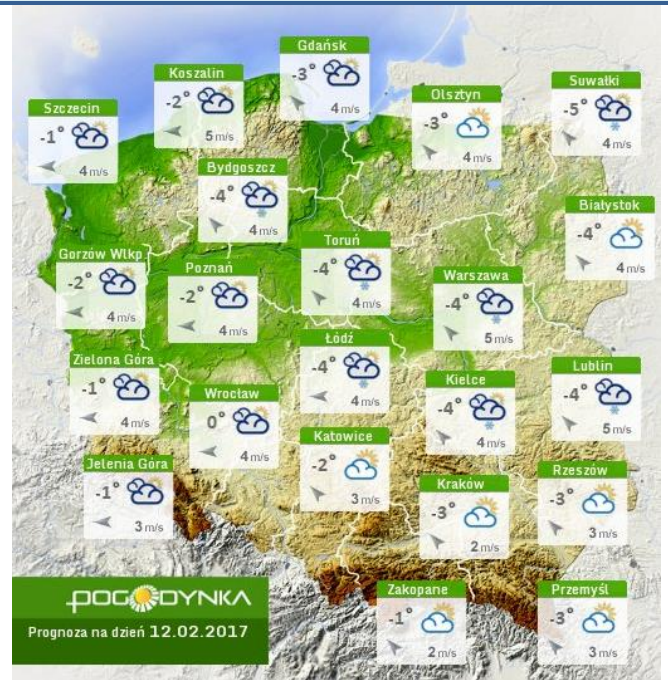 Gdańsk
-3°
4 m/s
Koszalin
-2°
5 m/s
Suwałki
-5°
4 m/s
Olsztyn
-3°
4 m/s
Szczecin
-1°
4 m/s
Bydgoszcz
-4°
4 m/s
Białystok
-4°
4 m/s
Toruń
-4°
4 m/s
Gorzów Wlkp
-2°
4 m/s
Poznań
-2°
4 m/s
Warszawa
-4°
5 m/s
Łódź
-4°
4 m/s
Zielona Góra
-1°
4 m/s
Lublin
-4°
5 m/s
Kielce
-4°
4 m/s
Wrocław
0°
4 m/s
Katowice
-2°
3 m/s
Jelenia Góra
-1°
3 m/s
Rzeszów
-3°
3 m/s
Kraków
-3°
2 m/s
Zakopane
-1°
2 m/s
Przemyśl
-3°
3 m/s
POGODYNKA
Prognoza na dzień 12.02.2017